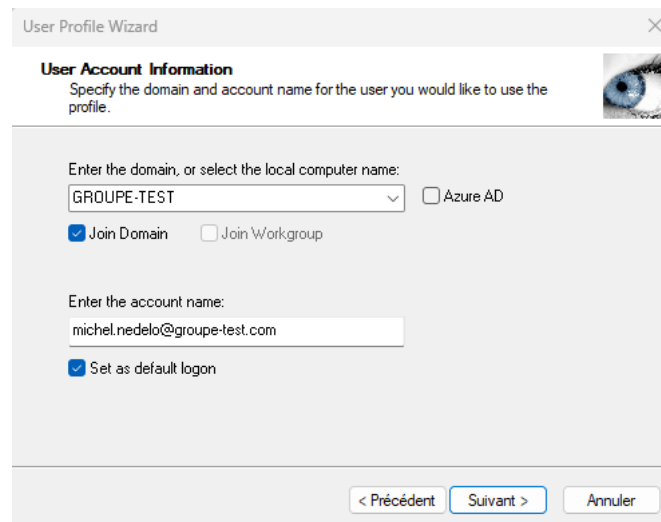 User Profile Wizard
User Account Information
Specify the domain and account name for the user you would like to use the
profile.
Enter the domain, or select the local computer name:
GROUPE-TEST
Azure AD
Join Domain
Join Workgroup
Enter the account name:
michel.nedelo@groupe-test.com
Set as default logon
< Précédent
Suivant >
Annuler